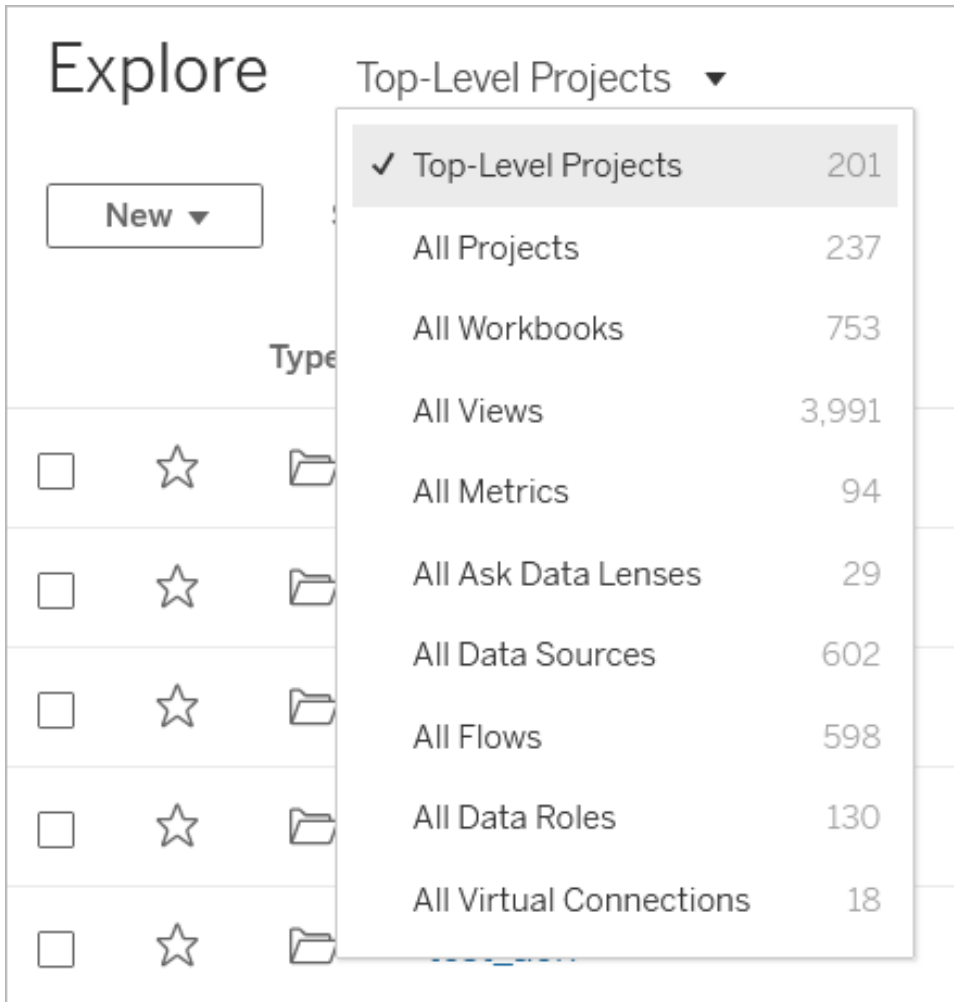 Explore Top-Level Projects
Top-Level Projects 201
New
All Projects 237
All Workbooks 753
Type
All Views 3,991
All Metrics 94
All Ask Data Lenses 29
All Data Sources 602
All Flows 598
All Data Roles 130
All Virtual Connections 18